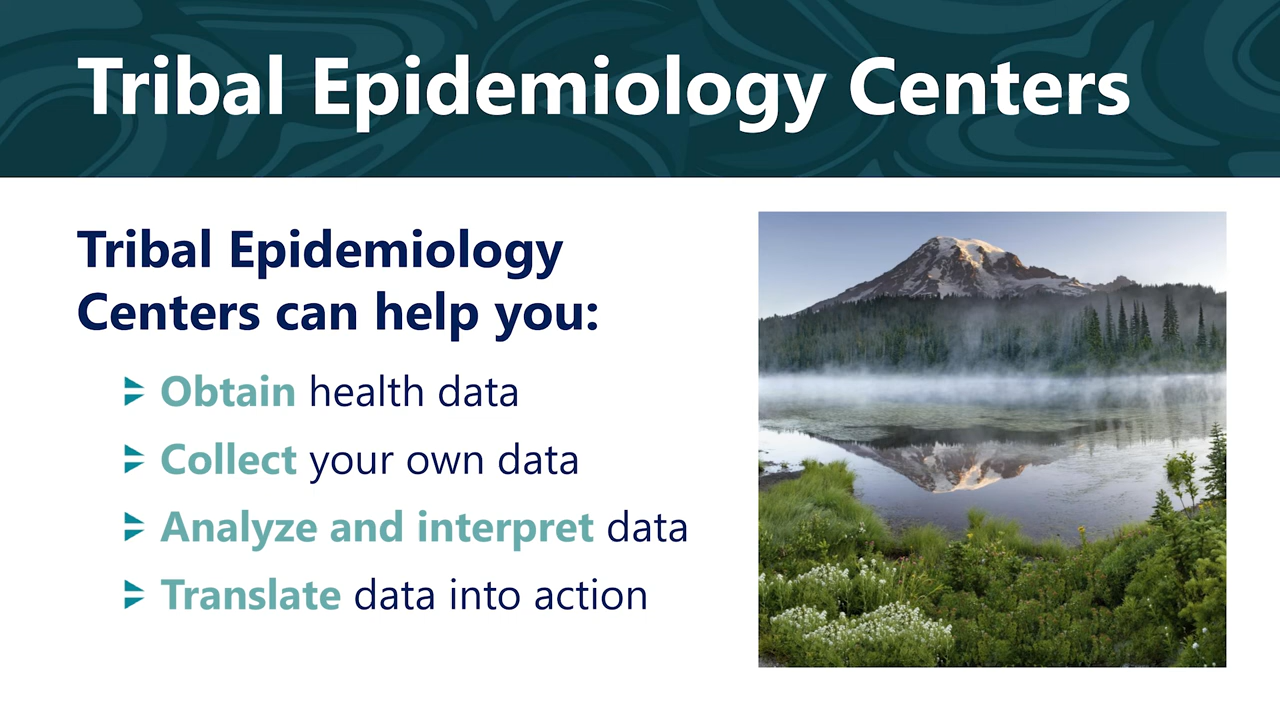 Tribal Epidemiology Centers
Tribal Epidemiology
Centers can help you:
Obtain health data
Collect your own data
Analyze and interpret data
Translate data into action